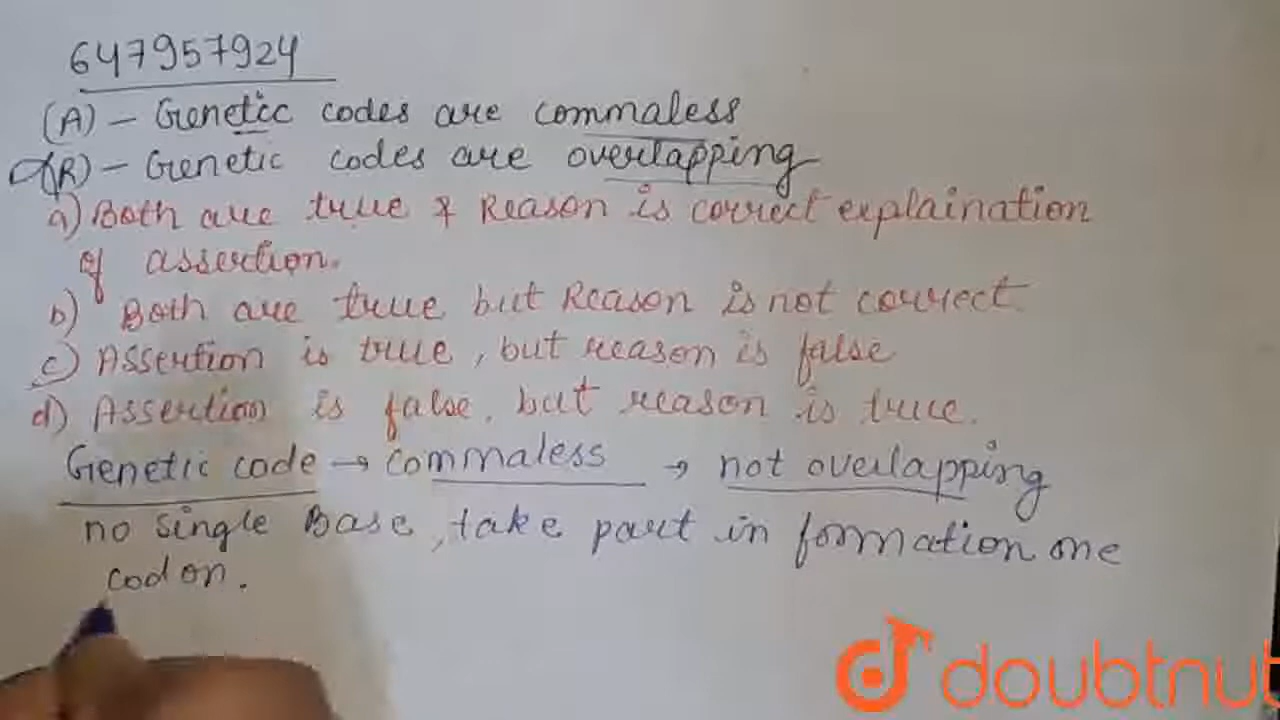 647957924
(A) - Genetic codes are commaless
(R) - Genetic codes are overlapping
a) Both are true & Reason is correct explaination
of assertion.
b) Both are true but Reason is not correct
c) Assertion is true, but reason is false
d) Assertion is false, but reason is true.
Genetic code → commaless → not overlapping
no single Base, take part in formation one
codon.
doubtnut